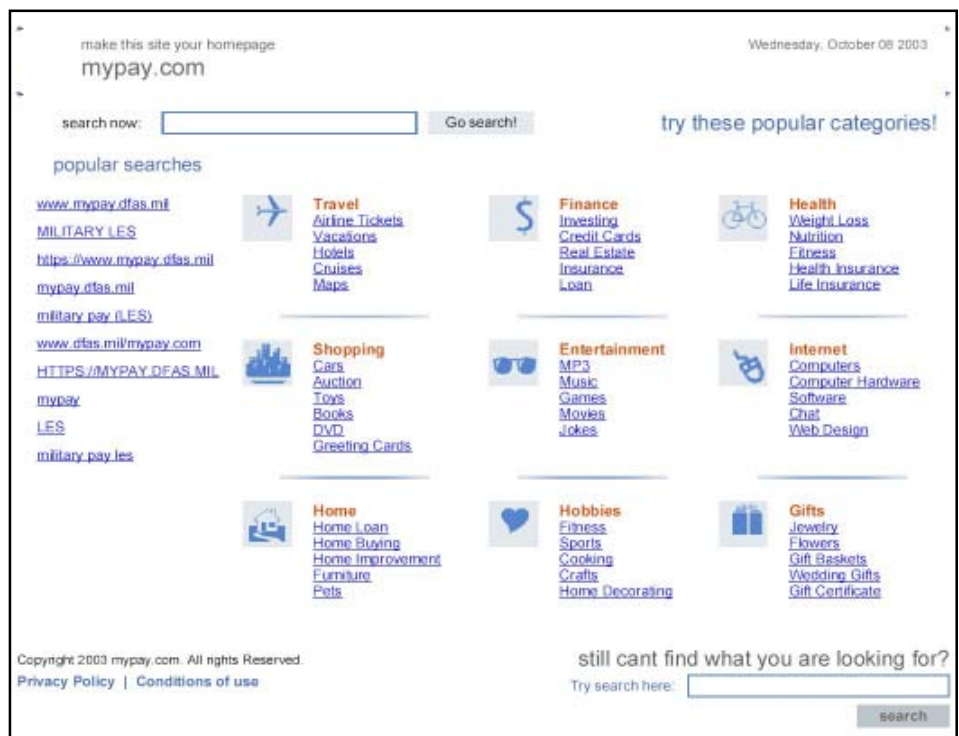 make this site your homepage
mypay.com
Wednesday, October 08 2003
search now:
Go search!
try these popular categories!
popular searches
www.mypay.dfas.mil
MILITARY LES
https://www.mypay.dfas.mil
mypay.dfas.mil
military pay (LES)
www.dfas.mil/mypay.com
HTTPS://MYPAY.DFAS.MIL
mypay
LES
military pay les
Travel
Airline Tickets
Vacations
Hotels
Cruises
Maps
Finance
Investing
Credit Cards
Real Estate
Insurance
Loan
Health
Weight Loss
Nutrition
Fitness
Health Insurance
Life Insurance
Shopping
Cars
Auction
Toys
Books
DVD
Greeting Cards
Entertainment
MP3
Music
Games
Movies
Jokes
Internet
Computers
Computer Hardware
Software
Chat
Web Design
Home
Home Loan
Home Buying
Home Improvement
Furniture
Pets
Hobbies
Fitness
Sports
Cooking
Crafts
Home Decorating
Gifts
Jewelry
Flowers
Gift Baskets
Wedding Gifts
Gift Certificate
Copyright 2003 mypay.com. All rights Reserved.
Privacy Policy | Conditions of use
still cant find what you are looking for?
Try search here:
search